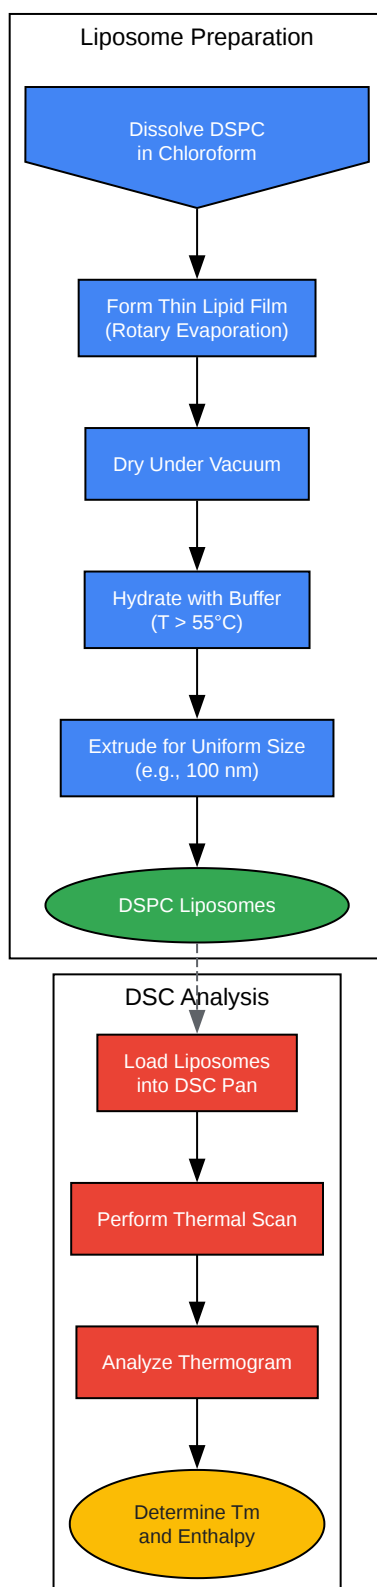 Liposome Preparation
Dissolve DSPC
in Chloroform
Form Thin Lipid Film
(Rotary Evaporation)
Dry Under Vacuum
Hydrate with Buffer
(T > 55°C)
Extrude for Uniform Size
(e.g., 100 nm)
DSPC Liposomes
DSC Analysis
Load Liposomes
into DSC Pan
Perform Thermal Scan
Analyze Thermogram
Determine Tm
and Enthalpy